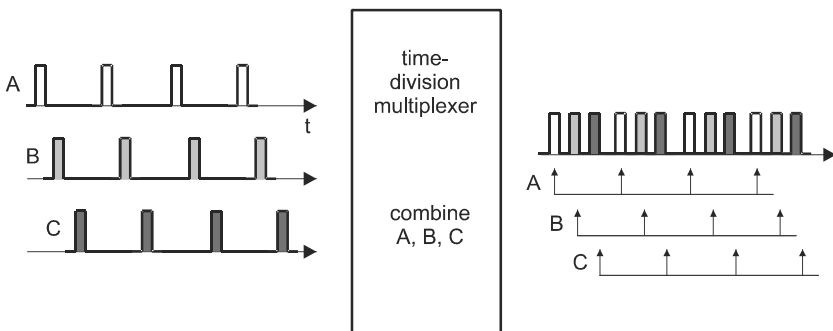 A
t
B
C
time-
division
multiplexer
combine
A, B, C
A
B
C